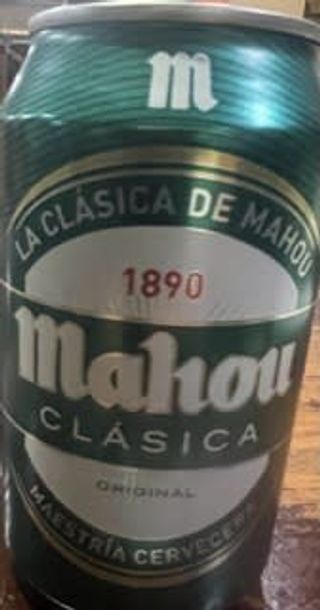 m
LA CLÁSICA DE MAHOU
1890
Mahou
CLÁSICA
ORIGINAL
MAESTRÍA CERVECERA